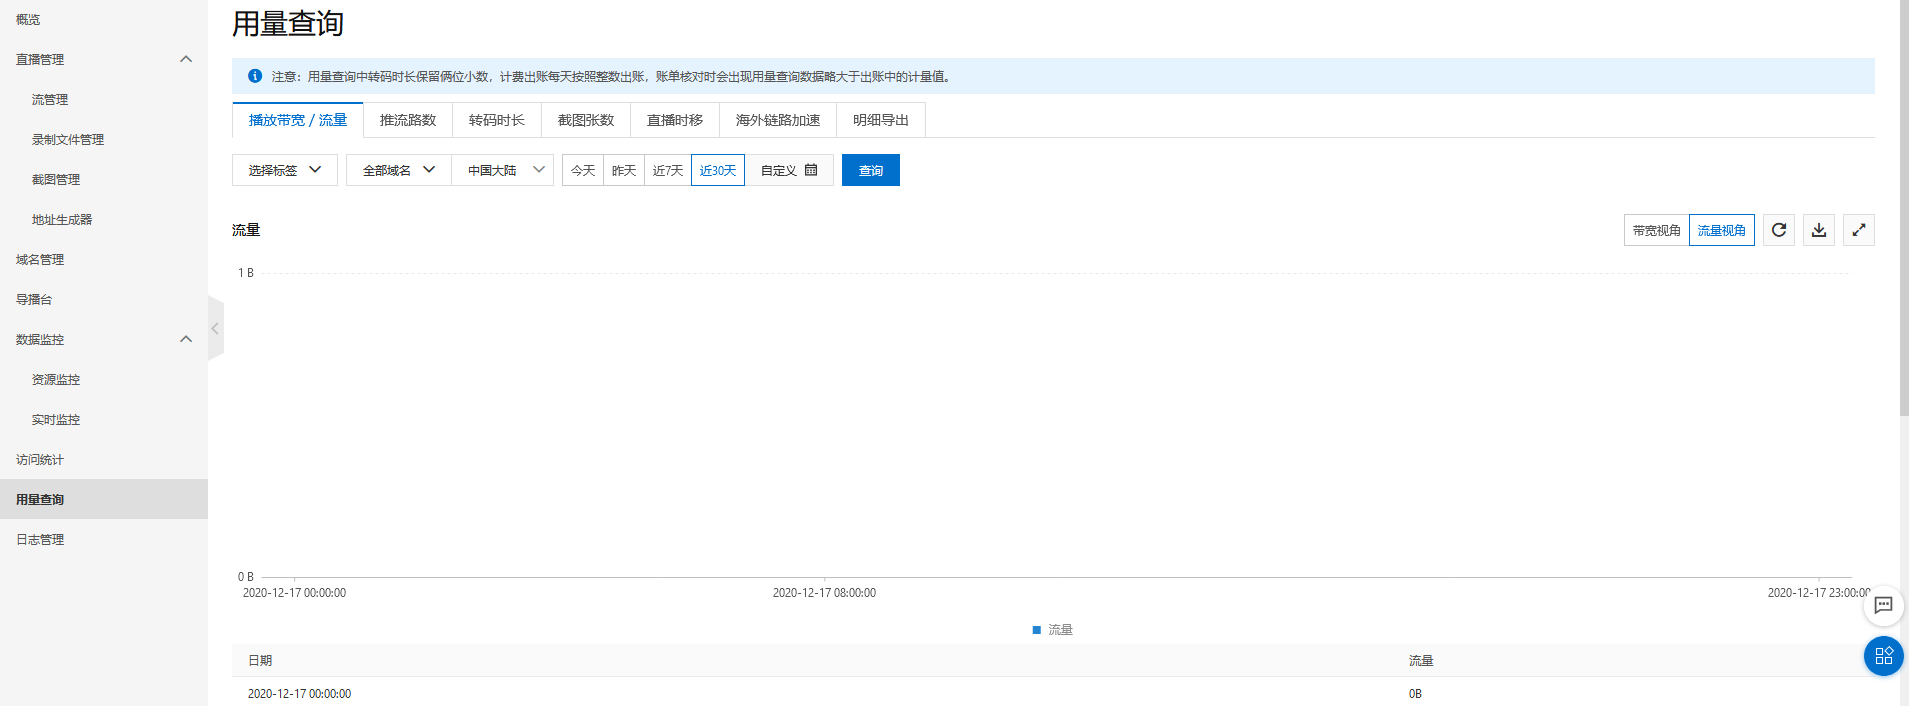 概览
直播管理
流管理
录制文件管理
截图管理
地址生成器
域名管理
导播台
数据监控
资源监控
实时监控
访问统计
用量查询
日志管理
用量查询
注意：用量查询中转码时长保留俩位小数，计费出账每天按照整数出账，账单核对时会出现用量查询数据略大于出账中的计量值。
播放带宽 / 流量 推流路数 转码时长 截图张数 直播时移 海外链路加速 明细导出
选择标签 全部域名 中国大陆 今天 昨天 近7天 近30天 自定义 查询
流量 带宽视角 流量视角
1 B
0 B
2020-12-17 00:00:00 2020-12-17 08:00:00 2020-12-17 23:00:00
流量
日期 流量
2020-12-17 00:00:00 0B